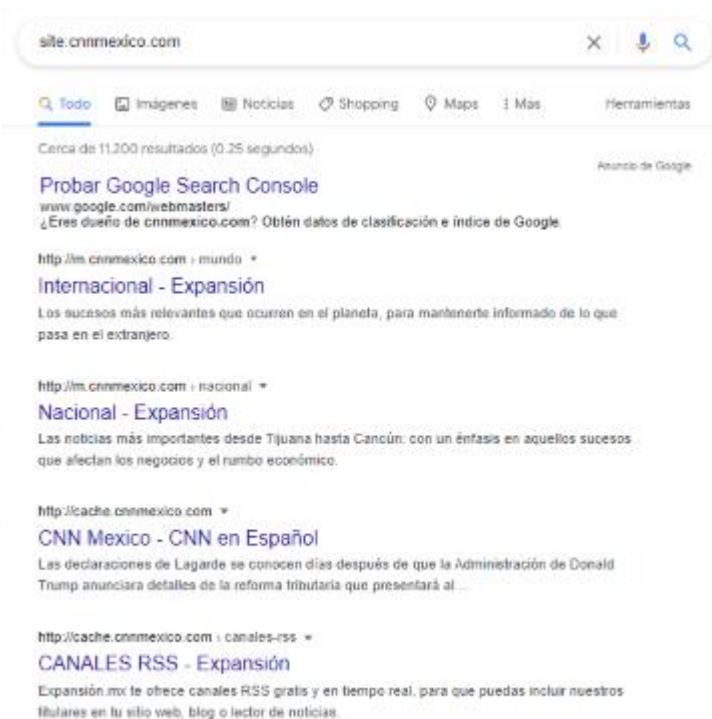 site:cnnmexico.com
Todo Imágenes Noticias Shopping Maps Más Herramientas
Cerca de 11.200 resultados (0.25 segundos)
Anuncio de Google
Probar Google Search Console
www.google.com/webmasters/
¿Eres dueño de cnnmexico.com? Obtén datos de clasificación e índice de Google.
http://m.cnnmexico.com › mundo
Internacional - Expansión
Los sucesos más relevantes que ocurren en el planeta, para mantenerte informado de lo que
pasa en el extranjero.
http://m.cnnmexico.com › nacional
Nacional - Expansión
Las noticias más importantes desde Tijuana hasta Cancún; con un énfasis en aquellos sucesos
que afectan los negocios y el rumbo económico.
http://cache.cnnmexico.com
CNN Mexico - CNN en Español
Las declaraciones de Lagarde se conocen días después de que la Administración de Donald
Trump anunciara detalles de la reforma tributaria que presentará al ...
http://cache.cnnmexico.com › canales-rss
CANALES RSS - Expansión
Expansión.mx te ofrece canales RSS gratis y en tiempo real, para que puedas incluir nuestros
titulares en tu sitio web, blog o lector de noticias.